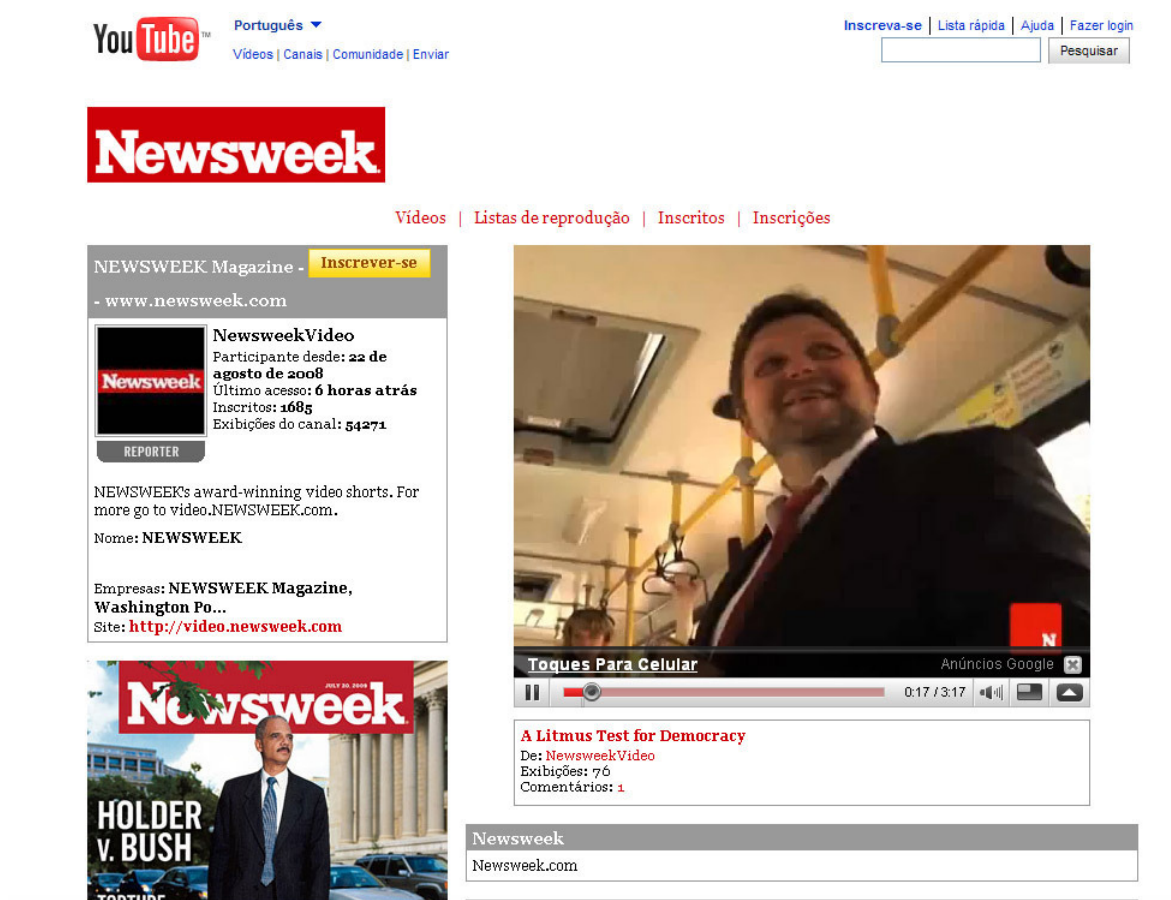 YouTube™
Português
Vídeos | Canais | Comunidade | Enviar
Inscreva-se | Lista rápida | Ajuda | Fazer login
Pesquisar
Newsweek
Vídeos | Listas de reprodução | Inscritos | Inscrições
NEWSWEEK Magazine -
Inscrever-se
- www.newsweek.com
Newsweek
REPORTER
NewsweekVideo
Participante desde: 22 de
agosto de 2008
Último acesso: 6 horas atrás
Inscritos: 1685
Exibições do canal: 54271
NEWSWEEK's award-winning video shorts. For
more go to video.NEWSWEEK.com.
Nome: NEWSWEEK
Empresas: NEWSWEEK Magazine,
Washington Po...
Site: http://video.newsweek.com
JULY 20, 2009
Newsweek
HOLDER
V. BUSH
TORTURE
N
Toques Para Celular
Anúncios Google
0:17 / 3:17
A Litmus Test for Democracy
De: NewsweekVideo
Exibições: 76
Comentários: 1
Newsweek
Newsweek.com